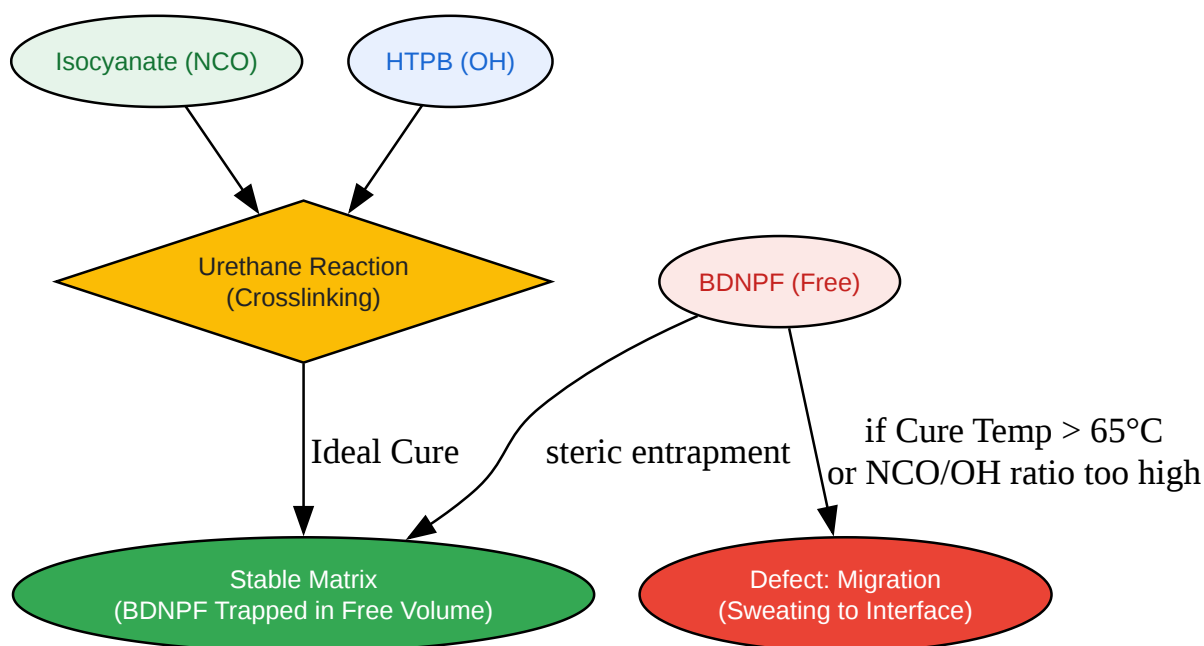 Isocyanate (NCO)
HTPB (OH)
Urethane Reaction
(Crosslinking)
BDNPF (Free)
Ideal Cure
steric entrapment
if Cure Temp > 65°C
or NCO/OH ratio too high
Stable Matrix
(BDNPF Trapped in Free Volume)
Defect: Migration
(Sweating to Interface)